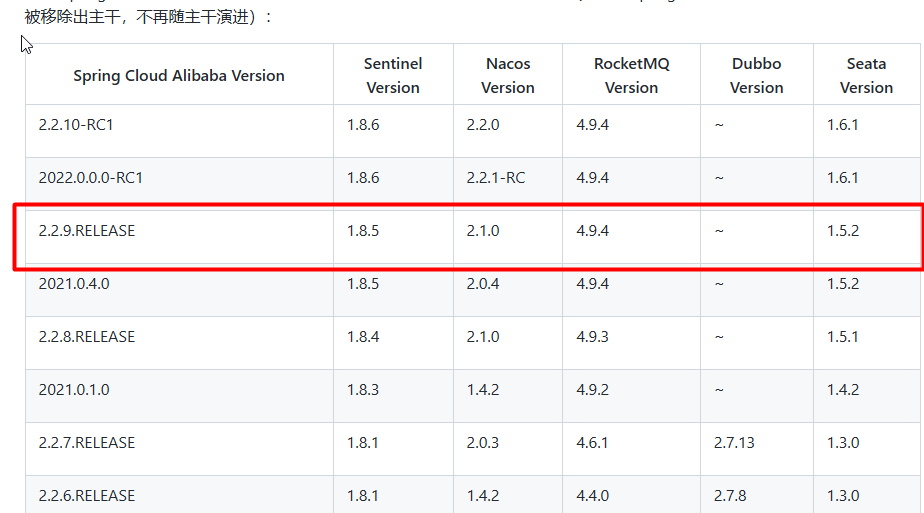 被移除出主干，不再随主干演进）：
Spring Cloud Alibaba Version Sentinel Version Nacos Version RocketMQ Version Dubbo Version Seata Version
2.2.10-RC1 1.8.6 2.2.0 4.9.4 ~ 1.6.1
2022.0.0.0-RC1 1.8.6 2.2.1-RC 4.9.4 ~ 1.6.1
2.2.9.RELEASE 1.8.5 2.1.0 4.9.4 ~ 1.5.2
2021.0.4.0 1.8.5 2.0.4 4.9.4 ~ 1.5.2
2.2.8.RELEASE 1.8.4 2.1.0 4.9.3 ~ 1.5.1
2021.0.1.0 1.8.3 1.4.2 4.9.2 ~ 1.4.2
2.2.7.RELEASE 1.8.1 2.0.3 4.6.1 2.7.13 1.3.0
2.2.6.RELEASE 1.8.1 1.4.2 4.4.0 2.7.8 1.3.0